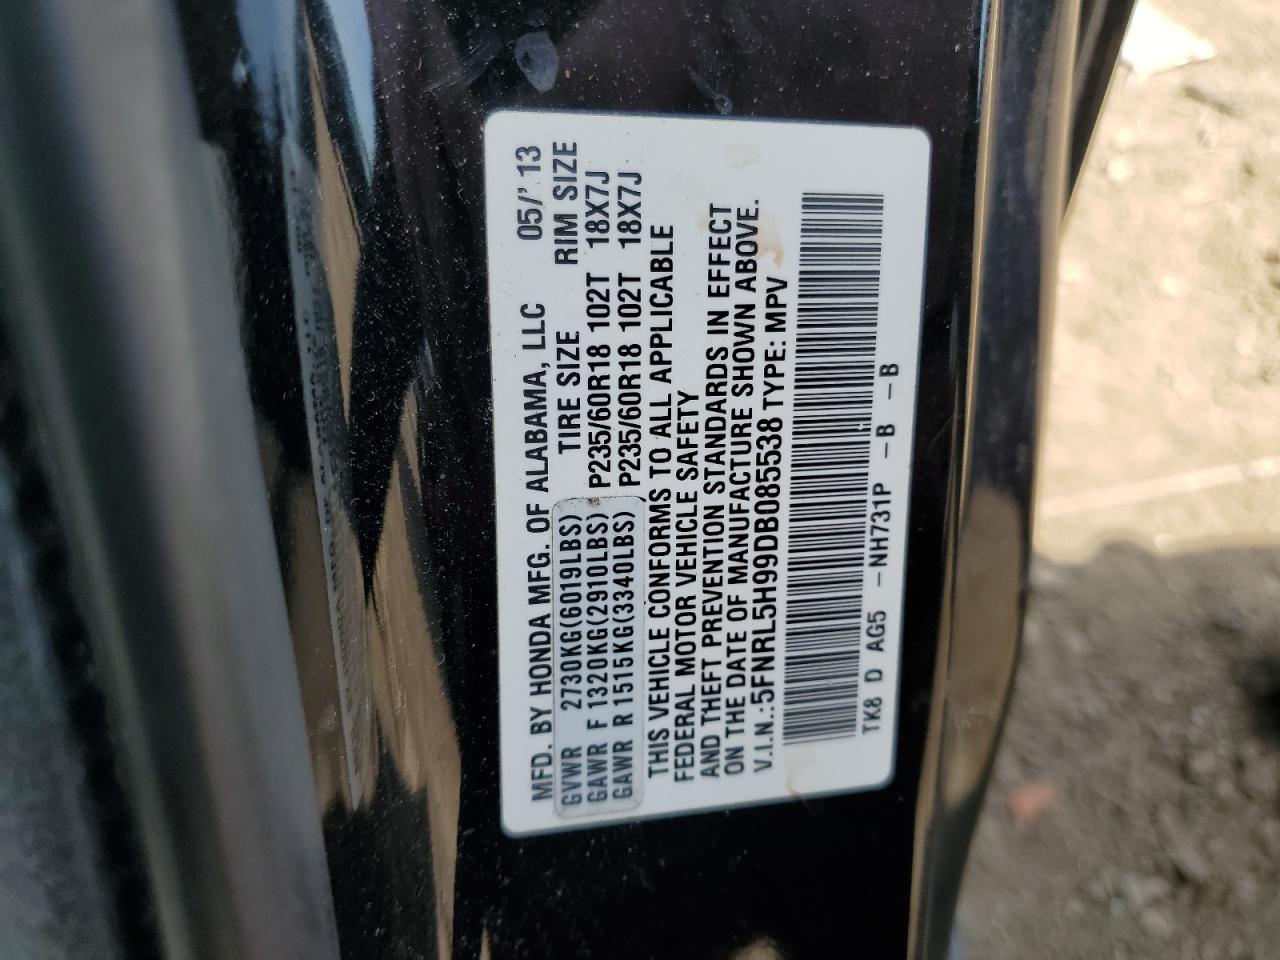 MFD. BY HONDA MFG. OF ALABAMA, LLC 05/' 13
TIRE SIZE RIM SIZE
GVWR 2730KG(6019LBS)
GAWR F 1320KG(2910LBS) P235/60R18 102T 18X7J
GAWR R 1515KG(3340LBS) P235/60R18 102T 18X7J
THIS VEHICLE CONFORMS TO ALL APPLICABLE
FEDERAL MOTOR VEHICLE SAFETY
AND THEFT PREVENTION STANDARDS IN EFFECT
ON THE DATE OF MANUFACTURE SHOWN ABOVE.
V.I.N.:5FNRL5H99DB085538 TYPE: MPV
TK8 D AG5 -NH731P -B -B